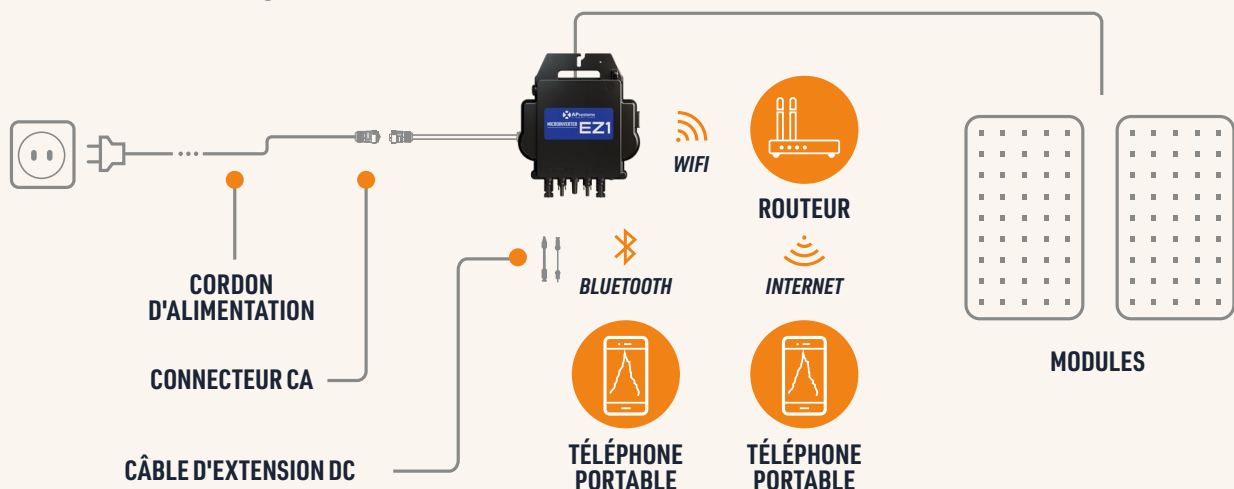 APsystems
MICROINVERTER
EZ1
WIFI
ROUTEUR
CORDON
D'ALIMENTATION
BLUETOOTH
INTERNET
MODULES
CONNECTEUR CA
CÂBLE D'EXTENSION DC
TÉLÉPHONE
PORTABLE
TÉLÉPHONE
PORTABLE